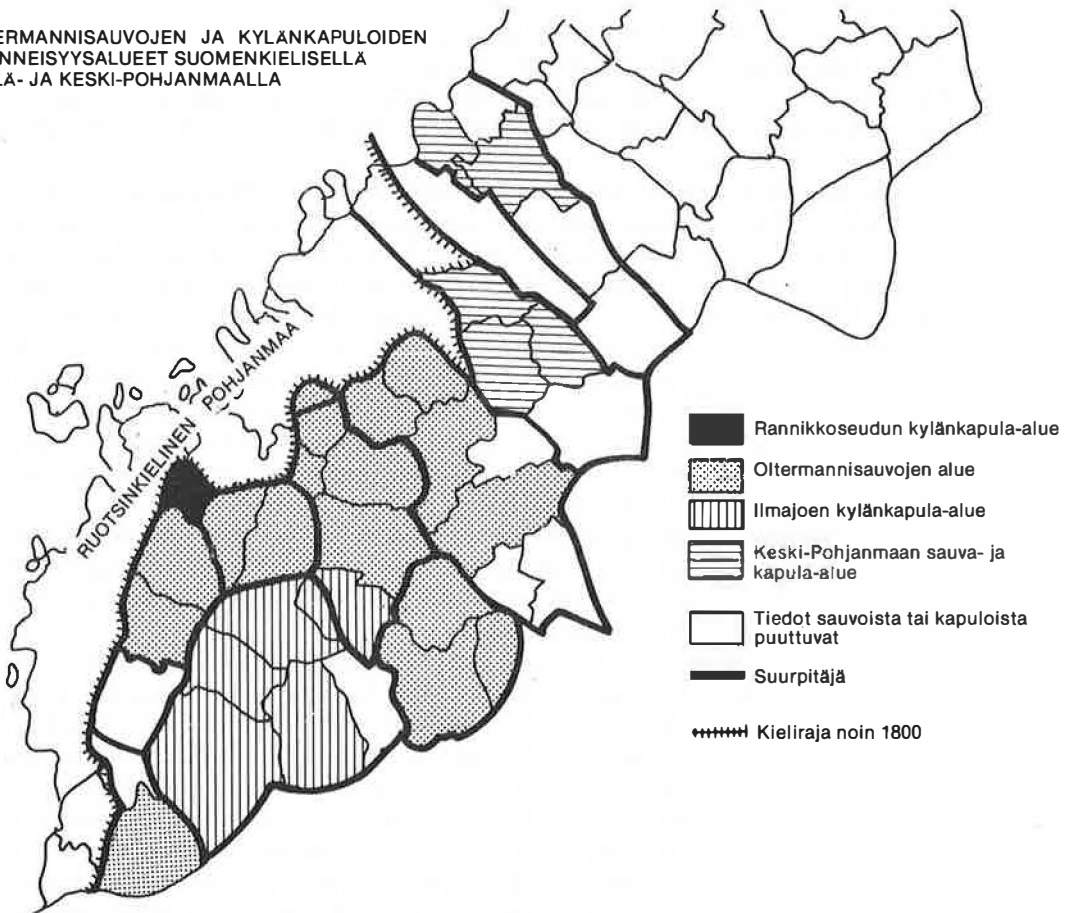 ERMANNISAUVOJEN JA KYLÄNKAPULOIDEN
NNEISYYSALUEET SUOMENKIELISELLÄ
LÄ- JA KESKI-POHJANMAALLA
RUOTSINKIELINEN POHJANMAA
Rannikkoseudun kylänkapula-alue
Oltermannisauvojen alue
Ilmajoen kylänkapula-alue
Keski-Pohjanmaan sauva- ja
kapula-alue
Tiedot sauvoista tai kapuloista
puuttuvat
Suurpitäjä
Kieliraja noin 1800